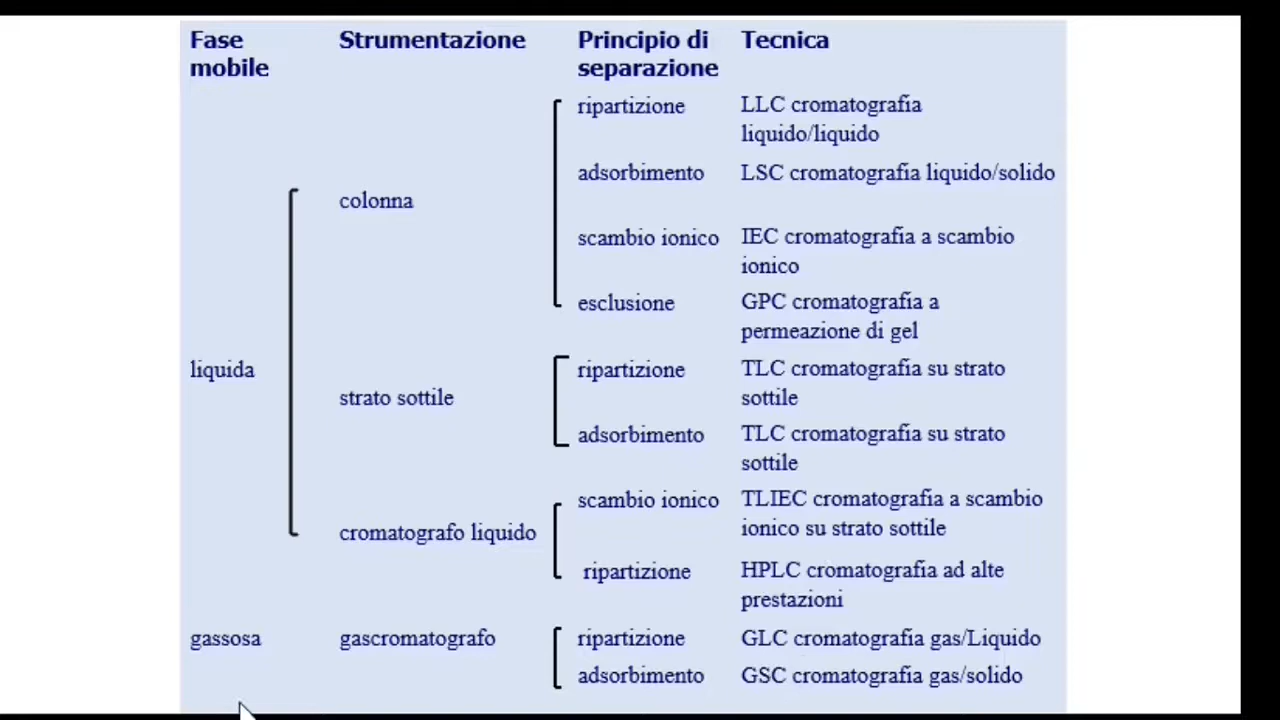 Fase mobile
Strumentazione
Principio di separazione
Tecnica
liquida
colonna
ripartizione
LLC cromatografia
liquido/liquido
adsorbimento
LSC cromatografia liquido/solido
scambio ionico
IEC cromatografia a scambio
ionico
esclusione
GPC cromatografia a
permeazione di gel
strato sottile
ripartizione
TLC cromatografia su strato
sottile
adsorbimento
TLC cromatografia su strato
sottile
cromatografo liquido
scambio ionico
TLIEC cromatografia a scambio
ionico su strato sottile
ripartizione
HPLC cromatografia ad alte
prestazioni
gassosa
gascromatografo
ripartizione
GLC cromatografia gas/Liquido
adsorbimento
GSC cromatografia gas/solido